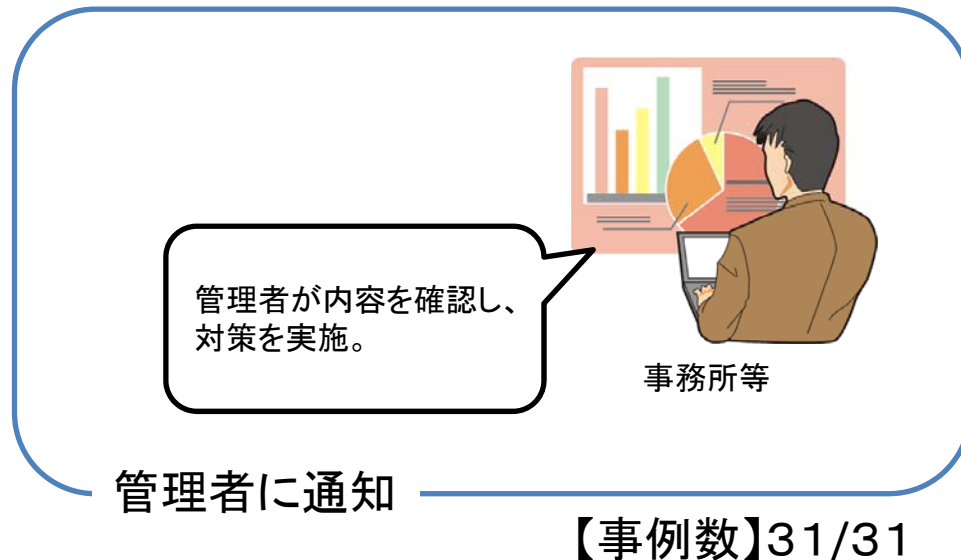 管理者が内容を確認し、
対策を実施。
事務所等
管理者に通知
【事例数】31/31